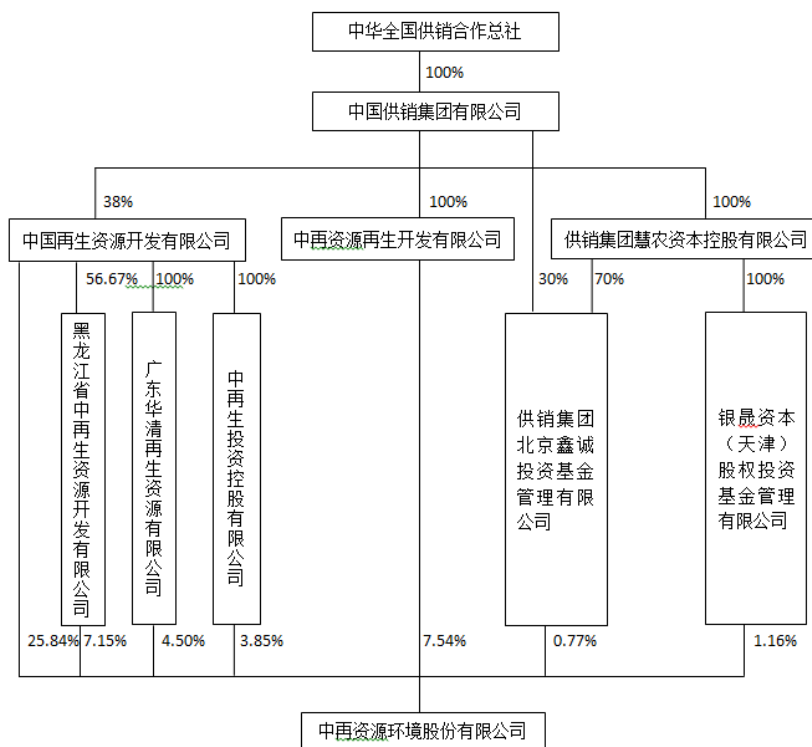 中华全国供销合作总社
100%
中国供销集团有限公司
38%
100%
100%
中国再生资源开发有限公司
中再资源再生开发有限公司
供销集团慧农资本控股有限公司
56.67%
100%
100%
30%
70%
100%
黑龙江省中再生资源开发有限公司
广东华清再生资源有限公司
中再生投资控股有限公司
供销集团
北京鑫诚
投资基金
管理有限
公司
银晟资本
（天津）
股权投资
基金管理
有限公司
25.84%
7.15%
4.50%
3.85%
7.54%
0.77%
1.16%
中再资源环境股份有限公司